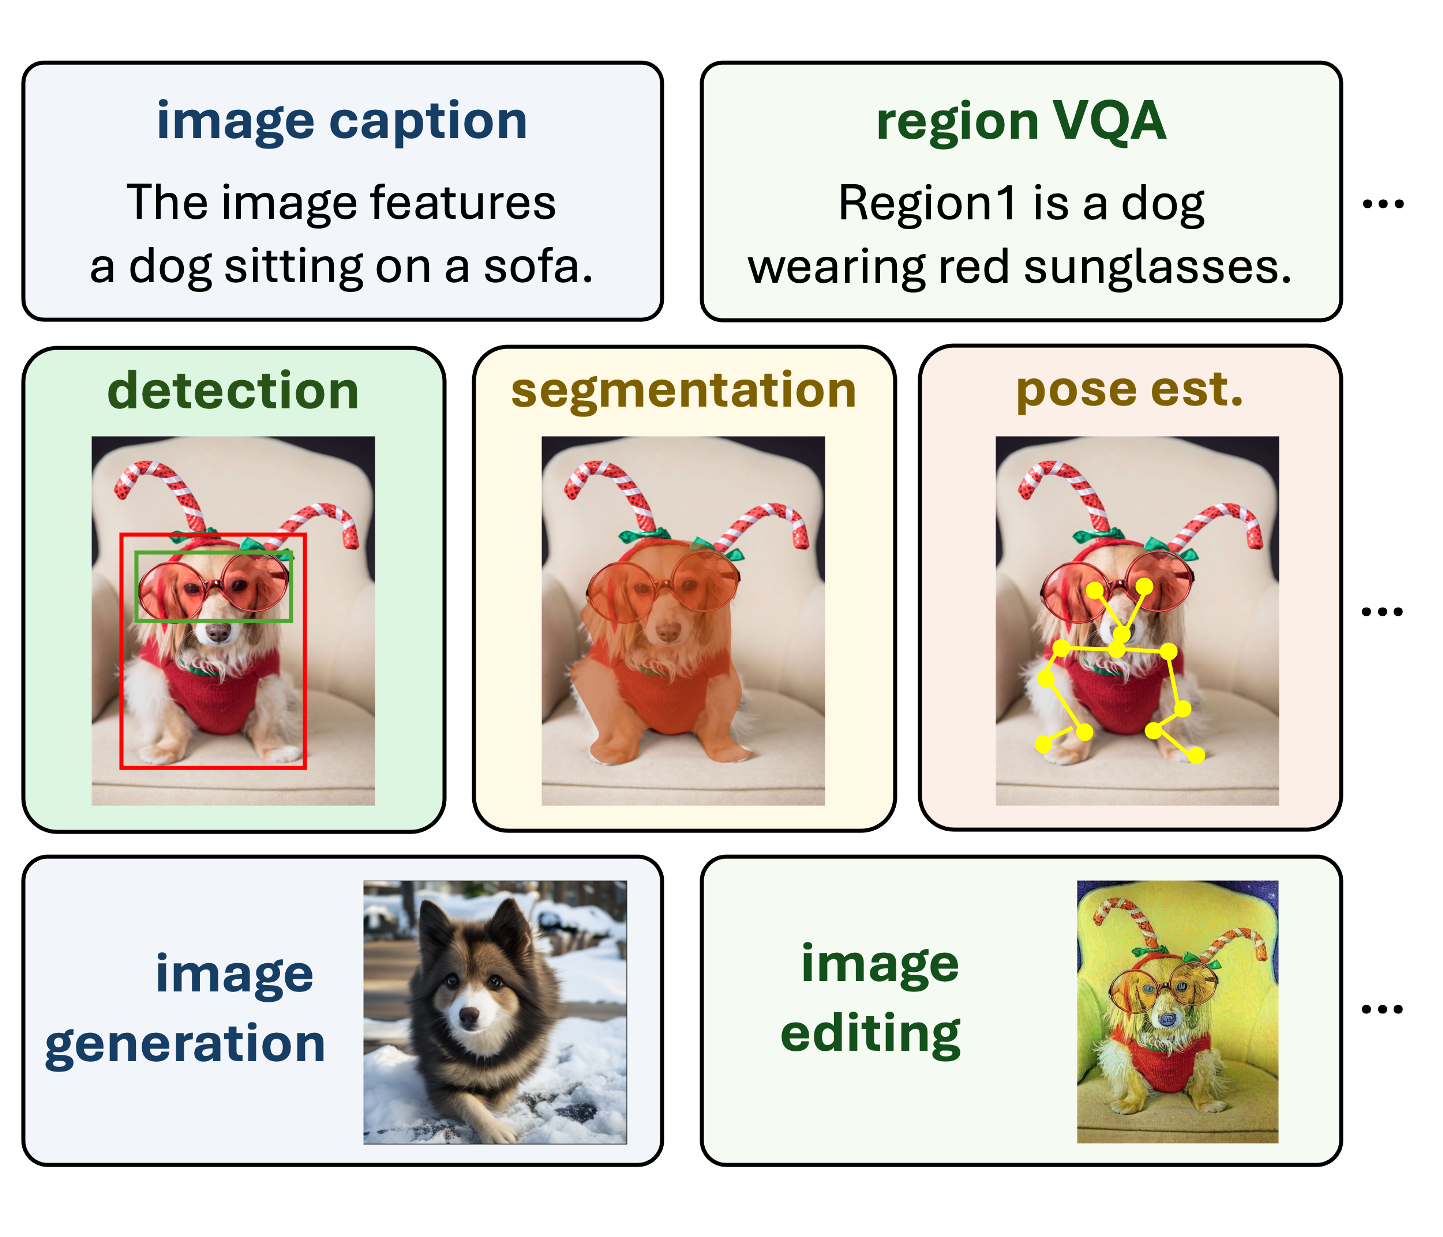 image caption
The image features
a dog sitting on a sofa.
region VQA
Region1 is a dog
wearing red sunglasses.
...
detection
segmentation
pose est.
...
image
generation
image
editing
...